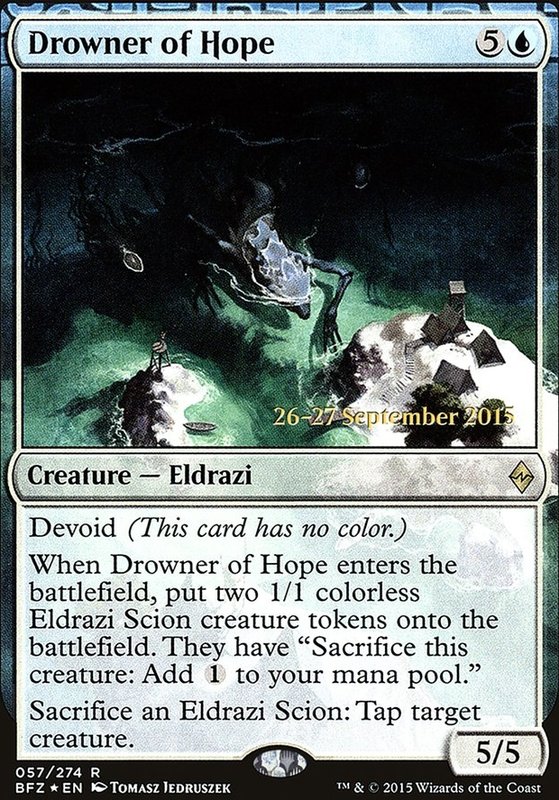 Drowner of Hope 5
26-27 September 2015
Creature — Eldrazi
Devoid (This card has no color.)
When Drowner of Hope enters the
battlefield, put two 1/1 colorless
Eldrazi Scion creature tokens onto the
battlefield. They have “Sacrifice this
creature: Add 1 to your mana pool.”
Sacrifice an Eldrazi Scion: Tap target
creature.
5/5
057/274 R
BFZ ★ EN Tomasz Jedruszek
™ & © 2015 Wizards of the Coast